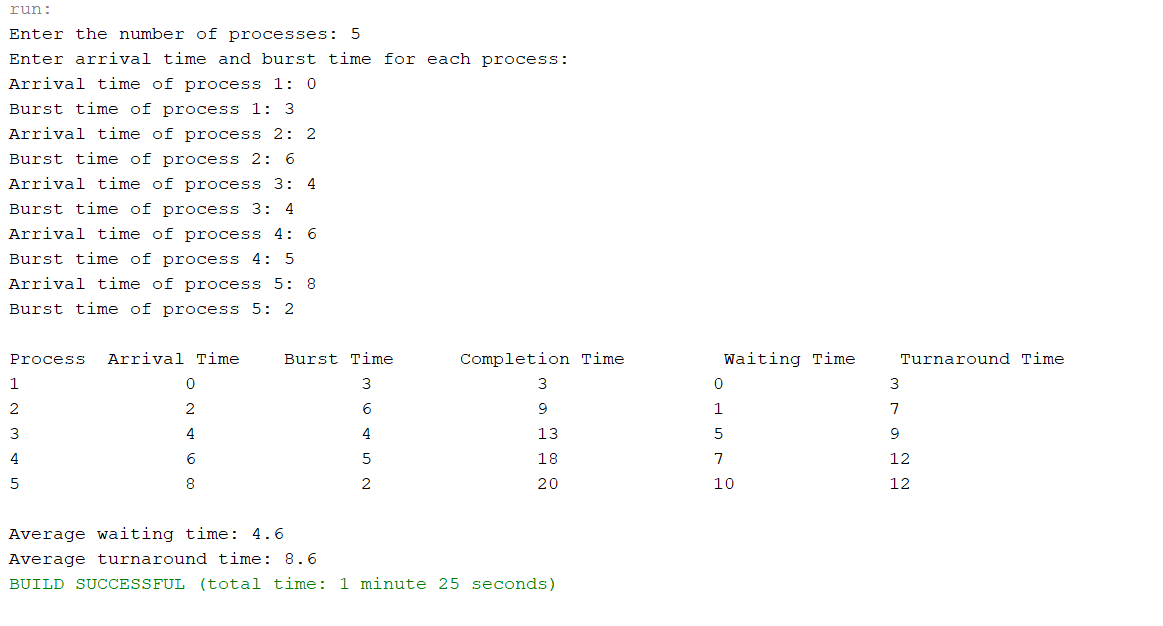 run:
Enter the number of processes: 5
Enter arrival time and burst time for each process:
Arrival time of process 1: 0
Burst time of process 1: 3
Arrival time of process 2: 2
Burst time of process 2: 6
Arrival time of process 3: 4
Burst time of process 3: 4
Arrival time of process 4: 6
Burst time of process 4: 5
Arrival time of process 5: 8
Burst time of process 5: 2
Process Arrival Time Burst Time Completion Time Waiting Time Turnaround Time
1 0 3 3 0 3
2 2 6 9 1 7
3 4 4 13 5 9
4 6 5 18 7 12
5 8 2 20 10 12
Average waiting time: 4.6
Average turnaround time: 8.6
BUILD SUCCESSFUL (total time: 1 minute 25 seconds)